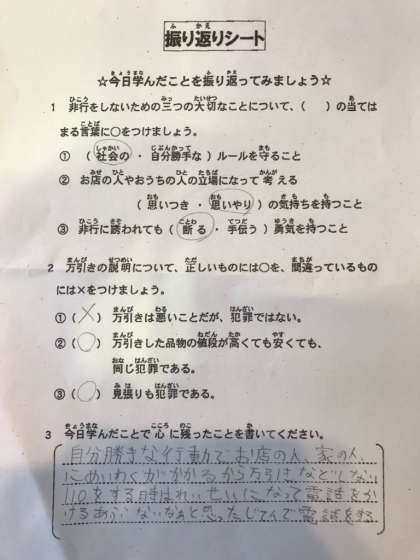 振り返りシート
☆今日学んだことを振り返ってみましょう☆
1 非行をしないための三つの大切なことについて、( )の当ては
まる言葉に○をつけましょう。
① (社会の・自分勝手な)ルールを守ること
② お店の人やおうちの人の立場になって考える
(思いつき・思いやり)の気持ちを持つこと
③ 非行に誘われても(断る・手伝う)勇気を持つこと
2 万引きの説明について、正しいものには○を、間違っているもの
には×をつけましょう。
①(×) 万引きは悪いことだが、犯罪ではない。
②(○) 万引きした品物の値段が高くても安くても、
同じ犯罪である。
③(○) 見張りも犯罪である。
3 今日学んだことで心に残ったことを書いてください。
自分勝手な行動でお店の人、家の人、
にめいわくがかかるから万引きなどしない
110をする時はれいせいになって電話をか
けるあぶないなぁと思ったじてんで電話をする